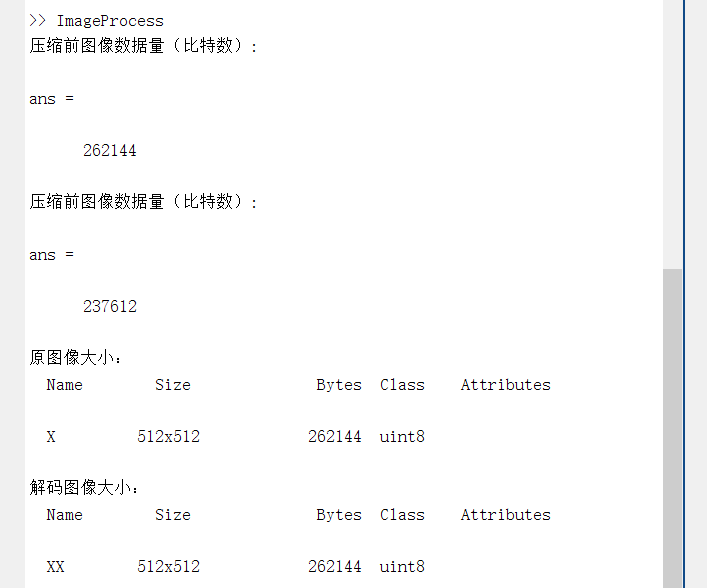 >> ImageProcess
压缩前图像数据量（比特数）:
ans =
262144
压缩前图像数据量（比特数）:
ans =
237612
原图像大小:
Name Size Bytes Class Attributes
X 512x512 262144 uint8
解码图像大小:
Name Size Bytes Class Attributes
XX 512x512 262144 uint8